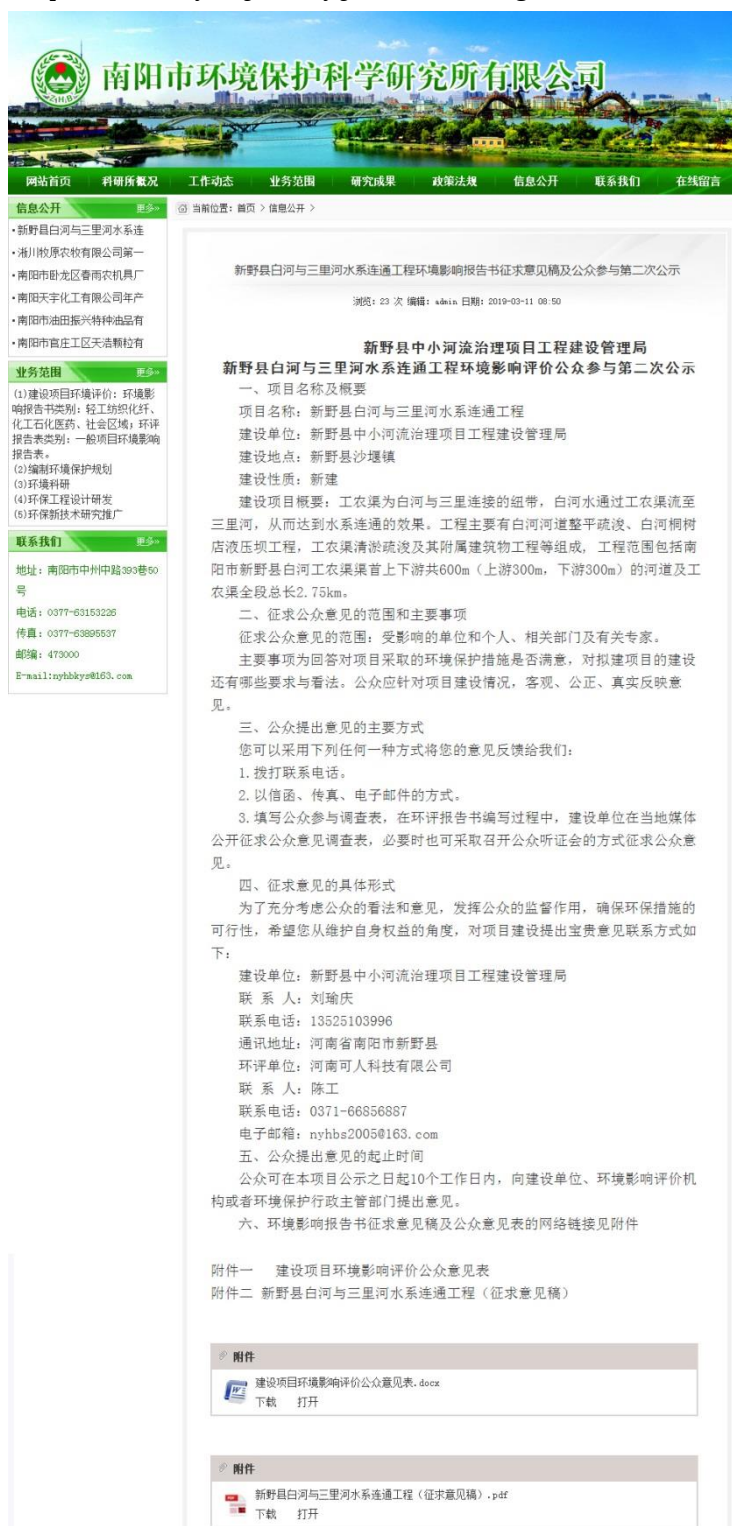 南阳市环境保护科学研究所有限公司
网站首页 科研所概况 工作动态 业务范围 研究成果 政策法规 信息公开 联系我们 在线留言
信息公开 更多»
·新野县白河与三里河水系连
·淅川牧原农牧有限公司第一
·南阳市卧龙区春雨农机具厂
·南阳天宇化工有限公司年产
·南阳市油田振兴特种油品有
·南阳市官庄工区天洁颗粒有
业务范围 更多»
(1)建设项目环境评价：环境影
响报告书类别：轻工纺织化纤、
化工石化医药、社会区域；环评
报告表类别：一般项目环境影响
报告表。
(2)编制环境保护规划
(3)环境科研
(4)环保工程设计研发
(5)环保新技术研究推广
联系我们 更多»
地址：南阳市中州中路393巷50
号
电话：0377-63153226
传真：0377-63895537
邮编：473000
E-mail:nyhbkys@163.com
当前位置：首页 > 信息公开 >
新野县白河与三里河水系连通工程环境影响报告书征求意见稿及公众参与第二次公示
浏览：23 次 编辑：admin 日期：2019-03-11 08:50
新野县中小河流治理项目工程建设管理局
新野县白河与三里河水系连通工程环境影响评价公众参与第二次公示
一、项目名称及概要
项目名称：新野县白河与三里河水系连通工程
建设单位：新野县中小河流治理项目工程建设管理局
建设地点：新野县沙堰镇
建设性质：新建
建设项目概要：工农渠为白河与三里连接的纽带，白河水通过工农渠流至
三里河，从而达到水系连通的效果。工程主要有白河河道整平疏浚、白河桐树
店液压坝工程，工农渠清淤疏浚及其附属建筑物工程等组成， 工程范围包括南
阳市新野县白河工农渠渠首上下游共600m（上游300m，下游300m）的河道及工
农渠全段总长2.75km。
二、征求公众意见的范围和主要事项
征求公众意见的范围：受影响的单位和个人、相关部门及有关专家。
主要事项为回答对项目采取的环境保护措施是否满意，对拟建项目的建设
还有哪些要求与看法。公众应针对项目建设情况，客观、公正、真实反映意
见。
三、公众提出意见的主要方式
您可以采用下列任何一种方式将您的意见反馈给我们：
1.拨打联系电话。
2.以信函、传真、电子邮件的方式。
3.填写公众参与调查表，在环评报告书编写过程中，建设单位在当地媒体
公开征求公众意见调查表，必要时也可采取召开公众听证会的方式征求公众意
见。
四、征求意见的具体形式
为了充分考虑公众的看法和意见，发挥公众的监督作用，确保环保措施的
可行性，希望您从维护自身权益的角度，对项目建设提出宝贵意见联系方式如
下：
建设单位：新野县中小河流治理项目工程建设管理局
联 系 人：刘瑜庆
联系电话：13525103996
通讯地址：河南省南阳市新野县
环评单位：河南可人科技有限公司
联 系 人：陈工
联系电话：0371-66856887
电子邮箱：nyhbs2005@163.com
五、公众提出意见的起止时间
公众可在本项目公示之日起10个工作日内，向建设单位、环境影响评价机
构或者环境保护行政主管部门提出意见。
六、环境影响报告书征求意见稿及公众意见表的网络链接见附件
附件一 建设项目环境影响评价公众意见表
附件二 新野县白河与三里河水系连通工程（征求意见稿）
附件
建设项目环境影响评价公众意见表.docx
下载 打开
附件
新野县白河与三里河水系连通工程（征求意见稿）.pdf
下载 打开